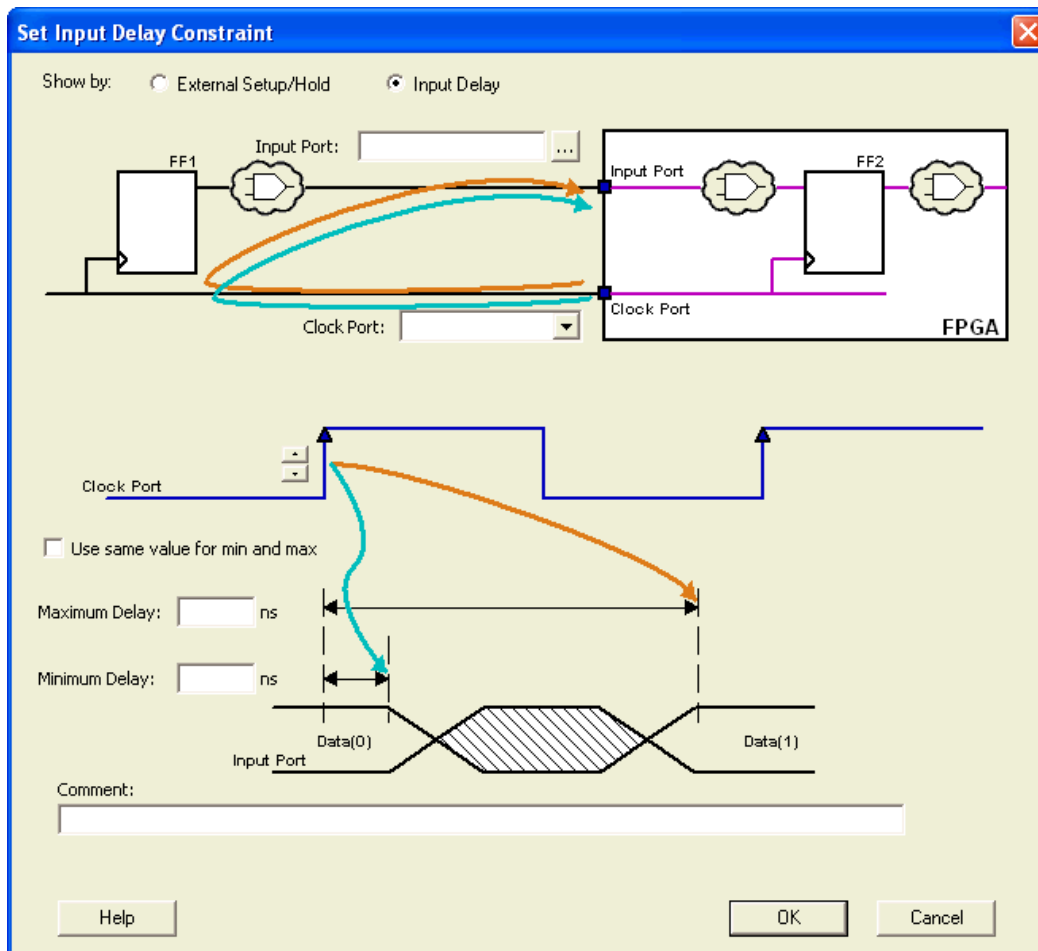 Set Input Delay Constraint
Show by: External Setup/Hold Input Delay
Input Port: ...
FF1
Input Port
FF2
Clock Port
Clock Port:
FPGA
Clock Port
Use same value for min and max
Maximum Delay: ns
Minimum Delay: ns
Data(0) Data(1)
Input Port
Comment:
Help OK Cancel